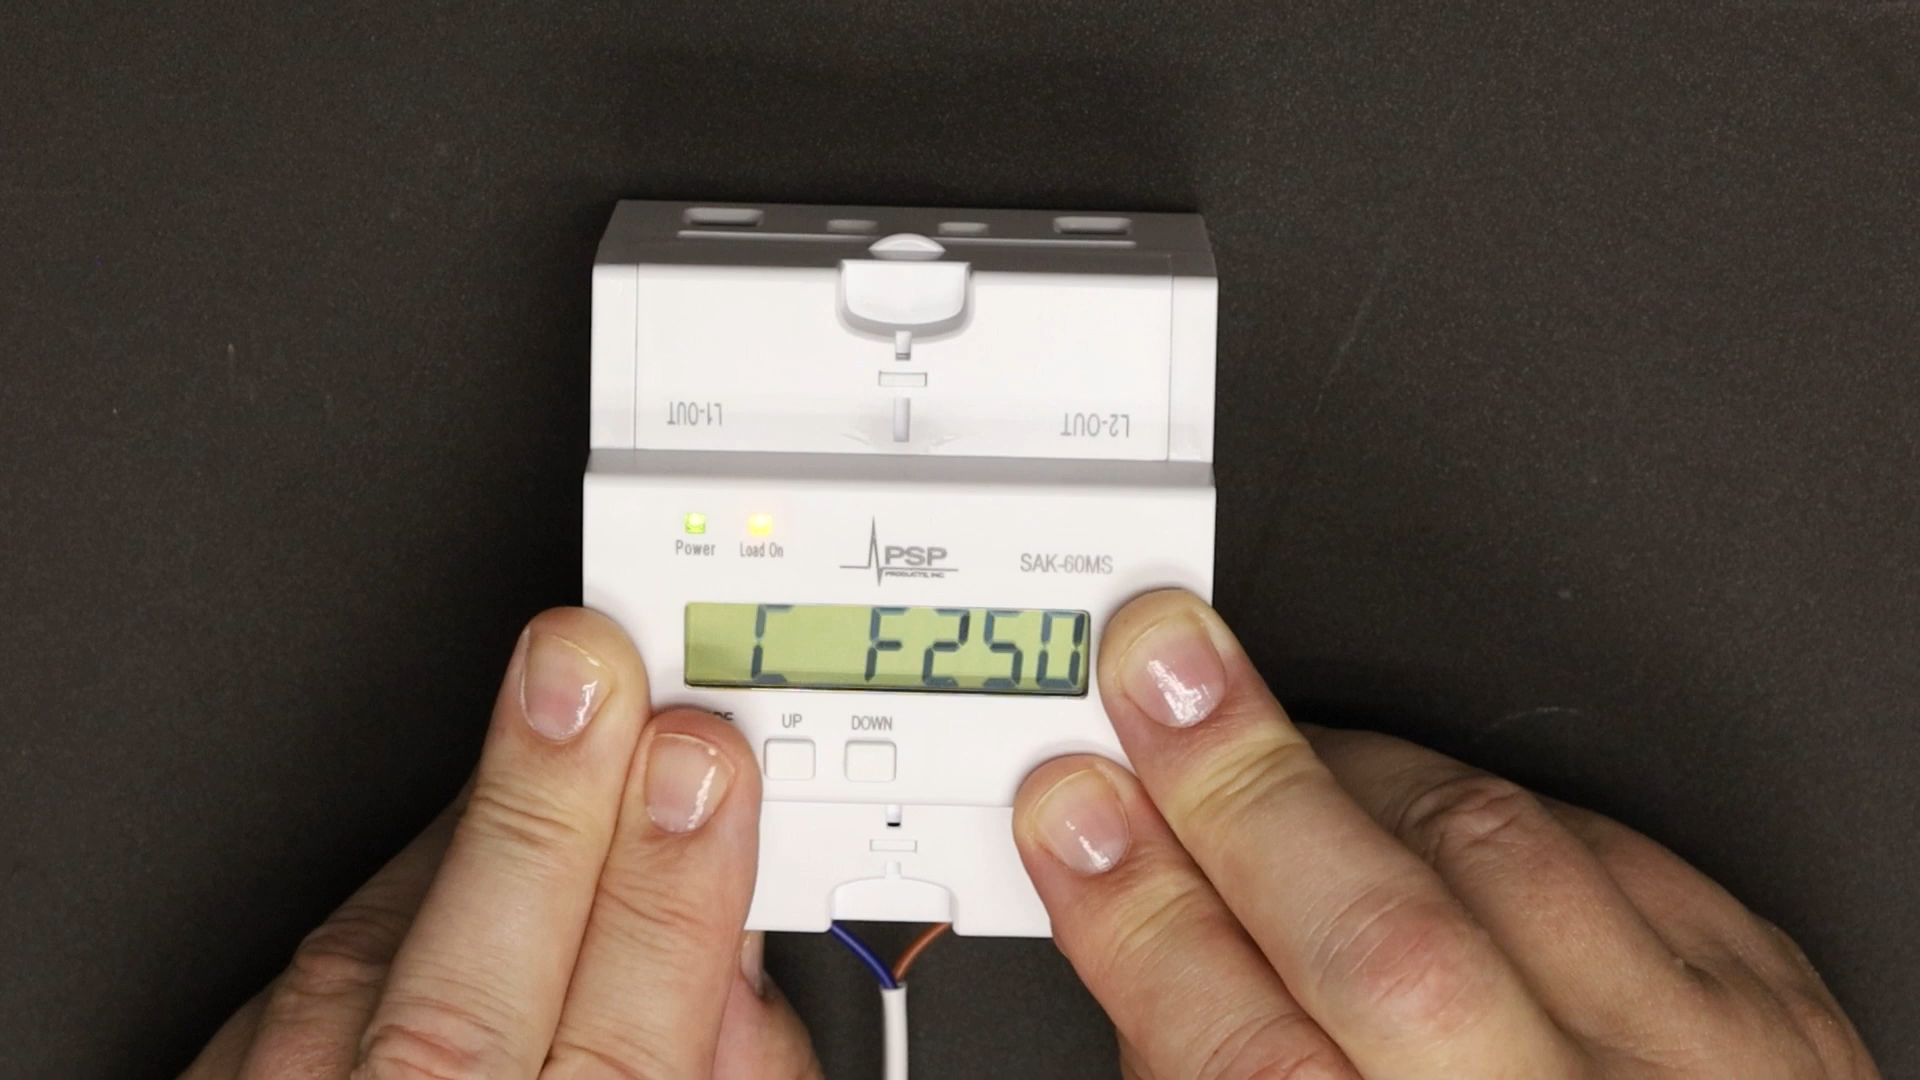 L1-OUT L2-OUT
Power Load On PSP SAK-60MS
PRODUCTS, INC.
C F250
UP DOWN